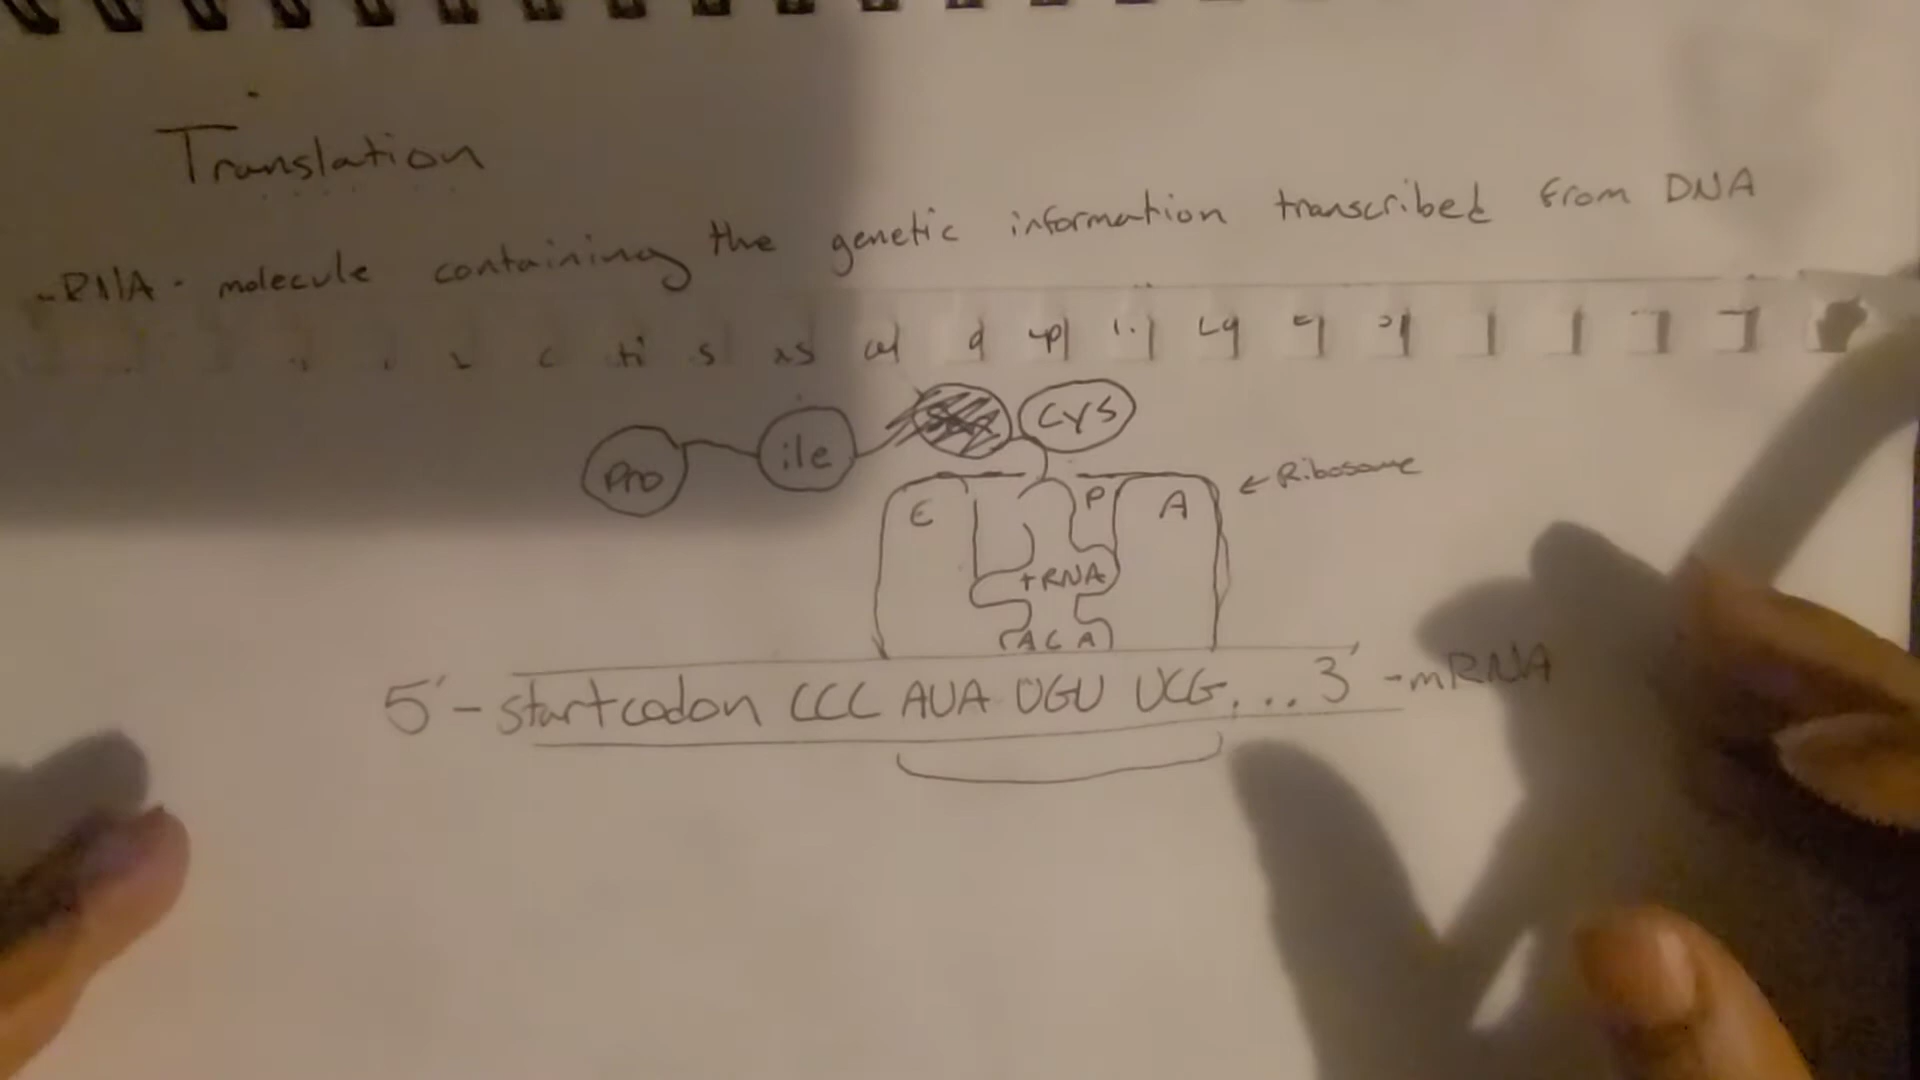 Translation
mRNA - molecule containing the genetic information transcribed from DNA
Pro ile Cys
E P A ← Ribosome
tRNA
ACA
5'- startcodon CCC AUA UGU UCG...3' -mRNA